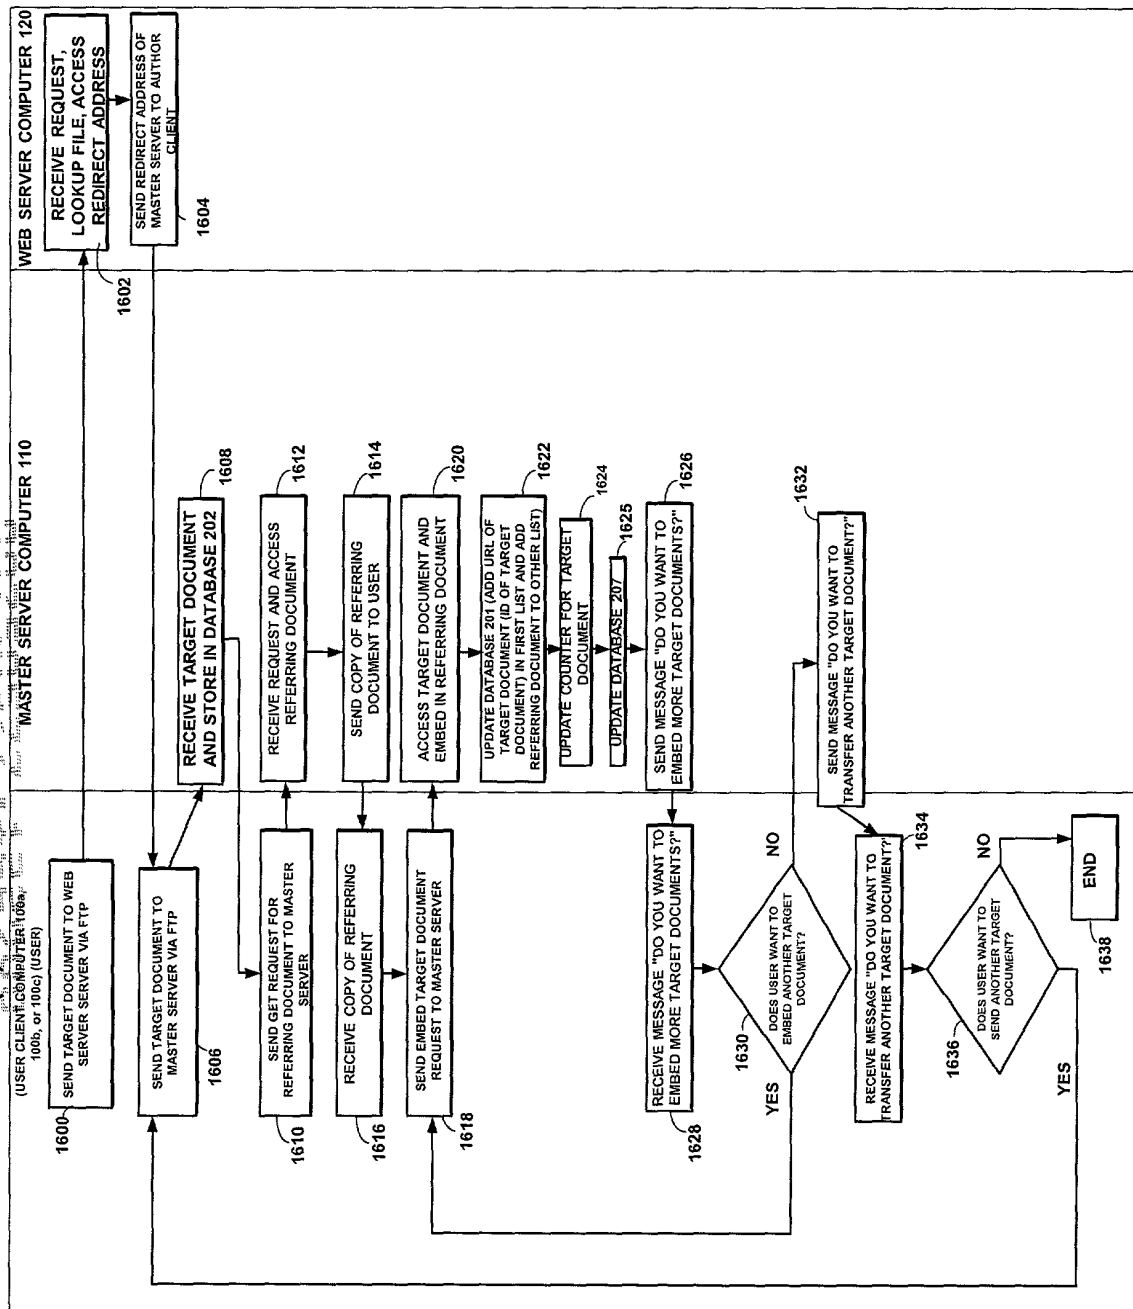 (USER CLIENT COMPUTER 100a,
100b, or 100c) (USER)
MASTER SERVER COMPUTER 110
WEB SERVER COMPUTER 120
SEND TARGET DOCUMENT TO WEB
SERVER SERVER VIA FTP
1600
RECEIVE REQUEST,
LOOKUP FILE, ACCESS
REDIRECT ADDRESS
1602
SEND REDIRECT ADDRESS OF
MASTER SERVER TO AUTHOR
CLIENT
1604
SEND TARGET DOCUMENT TO
MASTER SERVER VIA FTP
1606
RECEIVE TARGET DOCUMENT
AND STORE IN DATABASE 202
1608
SEND GET REQUEST FOR
REFERRING DOCUMENT TO MASTER
SERVER
1610
RECEIVE REQUEST AND ACCESS
REFERRING DOCUMENT
1612
SEND COPY OF REFERRING
DOCUMENT TO USER
1614
RECEIVE COPY OF REFERRING
DOCUMENT
1616
SEND EMBED TARGET DOCUMENT
REQUEST TO MASTER SERVER
1618
ACCESS TARGET DOCUMENT AND
EMBED IN REFERRING DOCUMENT
1620
UPDATE DATABASE 201 (ADD URL OF
TARGET DOCUMENT (ID OF TARGET
DOCUMENT) IN FIRST LIST AND ADD
REFERRING DOCUMENT TO OTHER LIST)
1622
UPDATE COUNTER FOR TARGET
DOCUMENT
1624
UPDATE DATABASE 207
1625
SEND MESSAGE "DO YOU WANT TO
EMBED MORE TARGET DOCUMENTS?"
1626
RECEIVE MESSAGE "DO YOU WANT TO
EMBED MORE TARGET DOCUMENTS?"
1628
DOES USER WANT TO
EMBED ANOTHER TARGET
DOCUMENT?
1630
YES
NO
SEND MESSAGE "DO YOU WANT TO
TRANSFER ANOTHER TARGET DOCUMENT?"
1632
RECEIVE MESSAGE "DO YOU WANT TO
TRANSFER ANOTHER TARGET DOCUMENT?"
1634
DOES USER WANT TO
SEND ANOTHER TARGET
DOCUMENT?
1636
YES
NO
END
1638